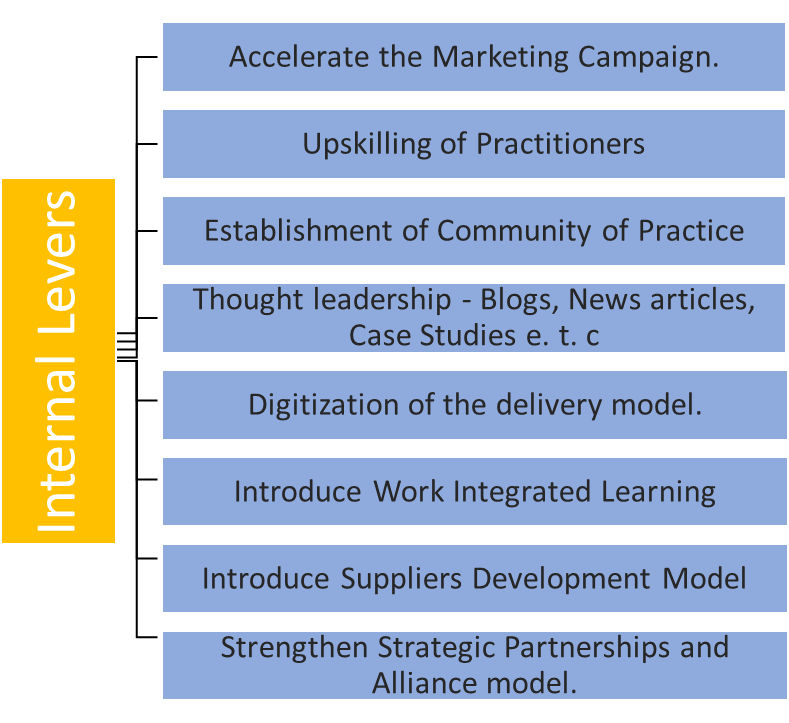 Internal Levers
Accelerate the Marketing Campaign.
Upskilling of Practitioners
Establishment of Community of Practice
Thought leadership - Blogs, News articles,
Case Studies e. t. c
Digitization of the delivery model.
Introduce Work Integrated Learning
Introduce Suppliers Development Model
Strengthen Strategic Partnerships and
Alliance model.